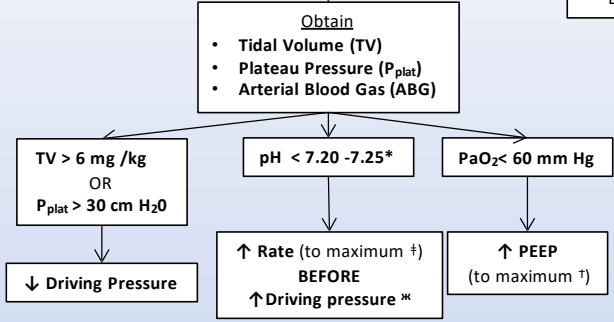 Obtain
• Tidal Volume (TV)
• Plateau Pressure (Pplat)
• Arterial Blood Gas (ABG)
TV > 6 mg /kg
OR
Pplat > 30 cm H20
pH < 7.20 -7.25*
PaO2< 60 mm Hg
↓ Driving Pressure
↑ Rate (to maximum ‡)
BEFORE
↑Driving pressure ж
↑ PEEP
(to maximum †)